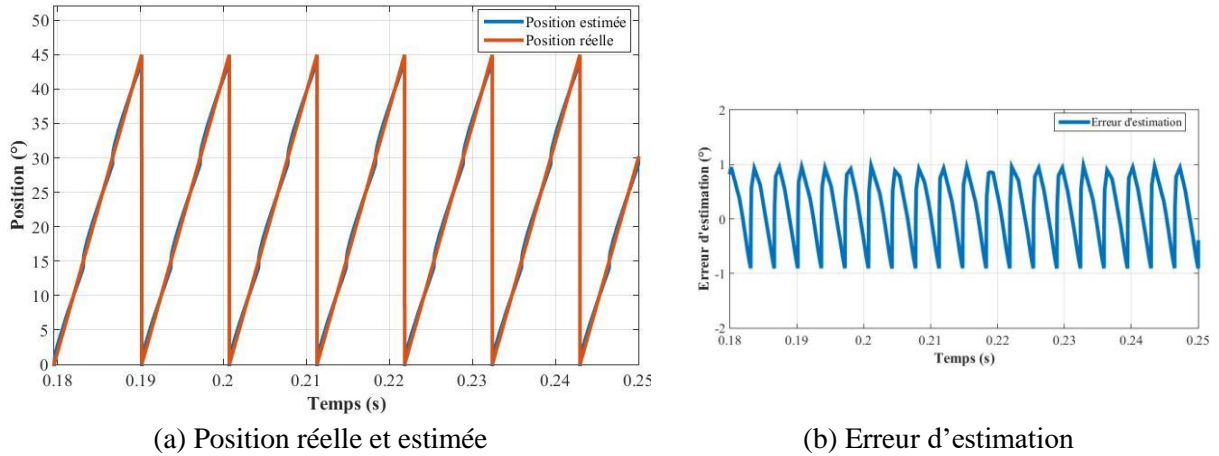 50
45
40
35
30
25
20
15
10
5
0
Position (°)
Position estimée
Position réelle
0.18 0.19 0.2 0.21 0.22 0.23 0.24 0.25
Temps (s)
(a) Position réelle et estimée
2
1
0
-1
-2
Erreur d'estimation (°)
Erreur d'estimation
0.18 0.19 0.2 0.21 0.22 0.23 0.24 0.25
Temps (s)
(b) Erreur d’estimation